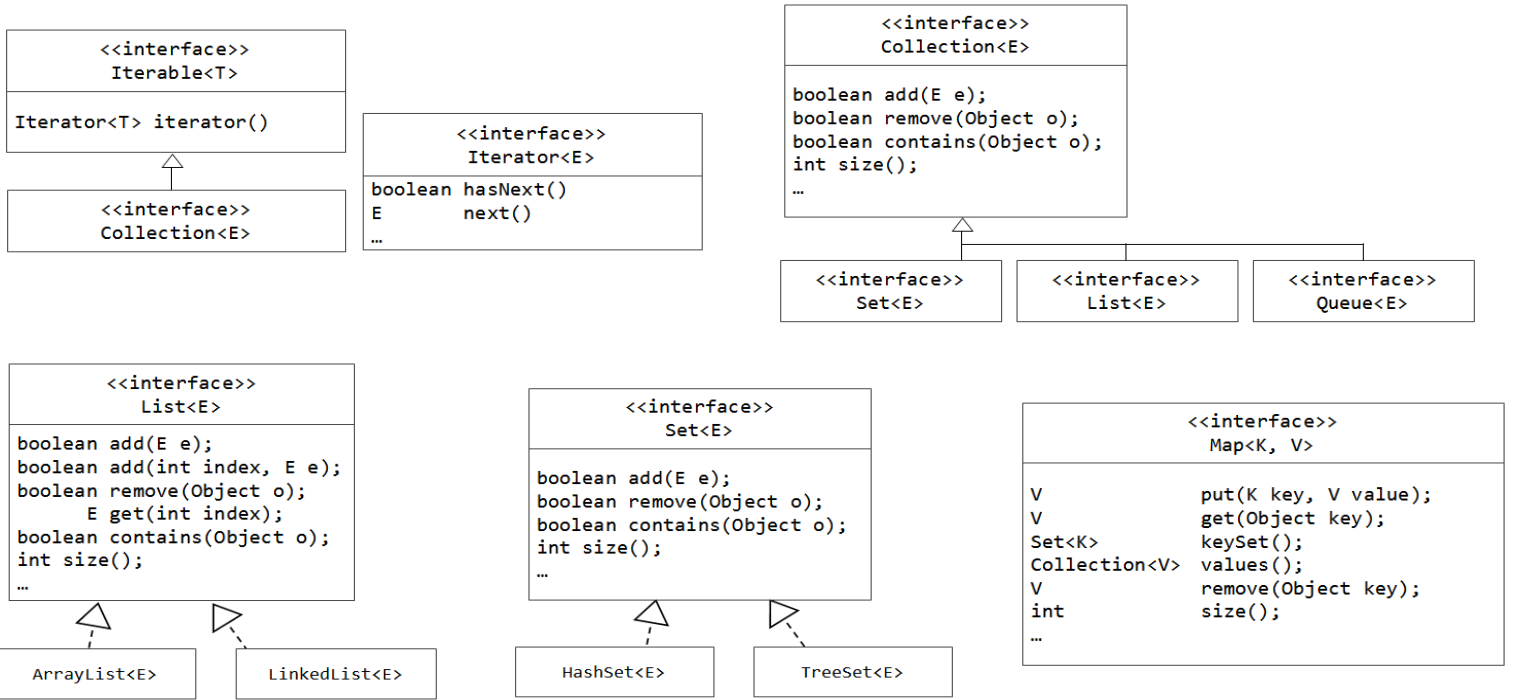 <<interface>>
Iterable<T>
Iterator<T> iterator()
<<interface>>
Collection<E>
<<interface>>
Iterator<E>
boolean hasNext()
E       next()
…
<<interface>>
Collection<E>
boolean add(E e);
boolean remove(Object o);
boolean contains(Object o);
int size();
…
<<interface>>
Set<E>
<<interface>>
List<E>
<<interface>>
Queue<E>
<<interface>>
List<E>
boolean add(E e);
boolean add(int index, E e);
boolean remove(Object o);
      E get(int index);
boolean contains(Object o);
int size();
…
ArrayList<E>
LinkedList<E>
<<interface>>
Set<E>
boolean add(E e);
boolean remove(Object o);
boolean contains(Object o);
int size();
…
HashSet<E>
TreeSet<E>
<<interface>>
Map<K, V>
V              put(K key, V value);
V              get(Object key);
Set<K>         keySet();
Collection<V>  values();
V              remove(Object key);
int            size();
…